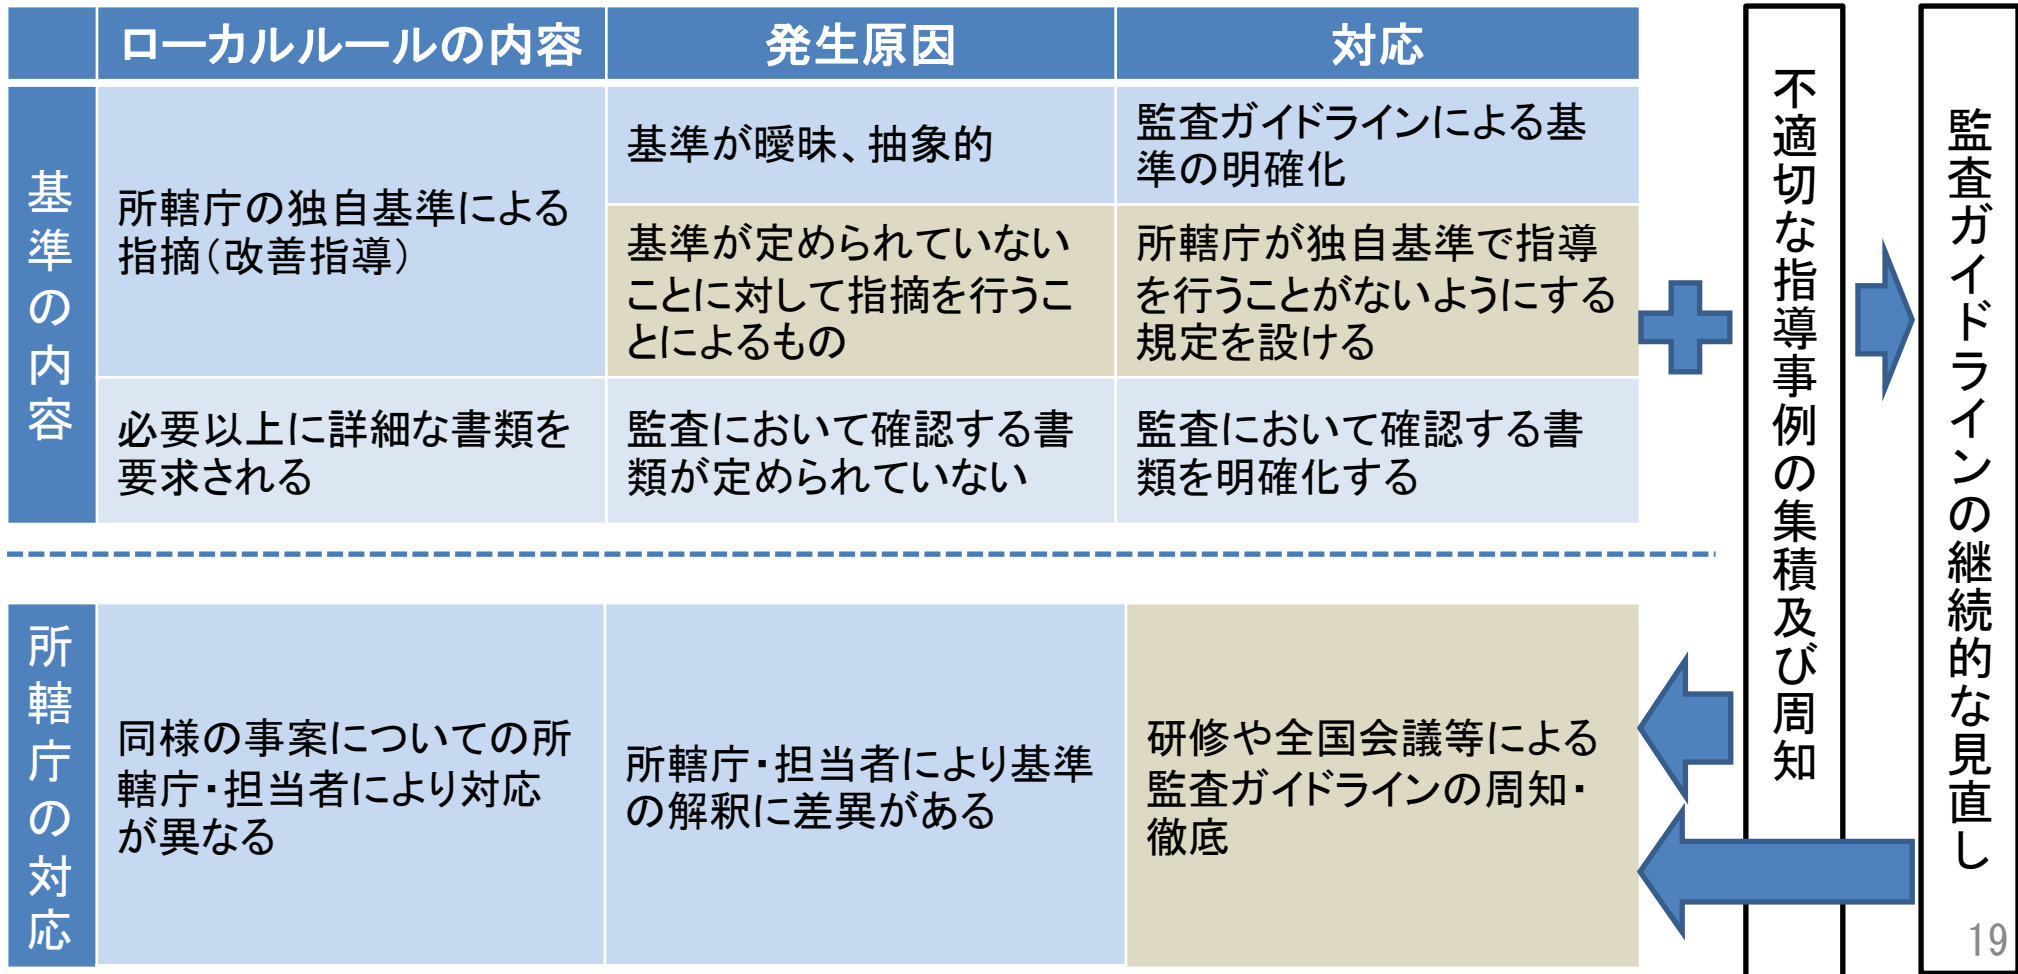 ローカルルールの内容
発生原因
対応
基準の内容
所轄庁の独自基準による
指摘（改善指導）
基準が曖昧、抽象的
監査ガイドラインによる基
準の明確化
基準が定められていない
ことに対して指摘を行うこ
とによるもの
所轄庁が独自基準で指導
を行うことがないようにする
規定を設ける
必要以上に詳細な書類を
要求される
監査において確認する書
類が定められていない
監査において確認する書
類を明確化する
所轄庁の対応
同様の事案についての所
轄庁・担当者により対応
が異なる
所轄庁・担当者により基準
の解釈に差異がある
研修や全国会議等による
監査ガイドラインの周知・
徹底
不適切な指導事例の集積及び周知
監査ガイドラインの継続的な見直し
19